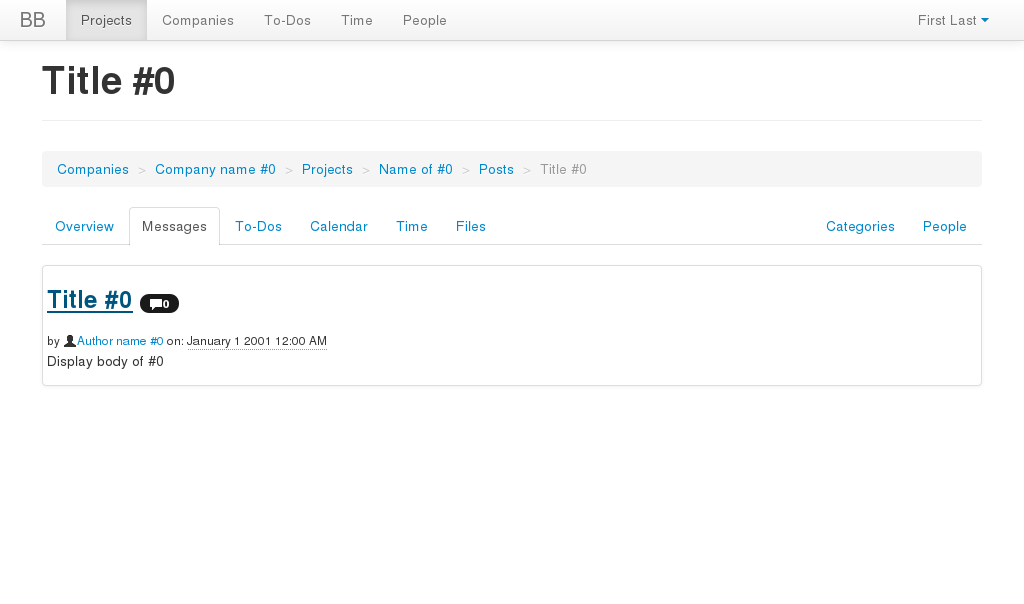 BB Projects Companies To-Dos Time People First Last
Title #0
Companies > Company name #0 > Projects > Name of #0 > Posts > Title #0
Overview Messages To-Dos Calendar Time Files Categories People
Title #0 0
by Author name #0 on: January 1 2001 12:00 AM
Display body of #0